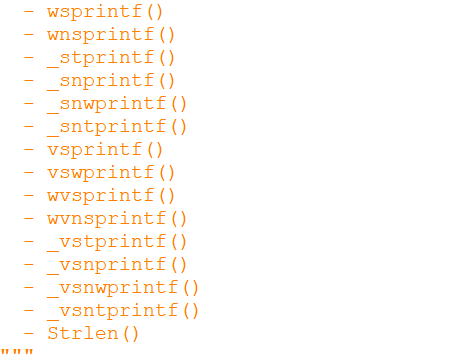 - wsprintf()
- wnsprintf()
- _stprintf()
- _snprintf()
- _snwprintf()
- _sntprintf()
- vsprintf()
- vswprintf()
- wvsprintf()
- wvnsprintf()
- _vstprintf()
- _vsnprintf()
- _vsnwprintf()
- _vsntprintf()
- Strlen()
"""